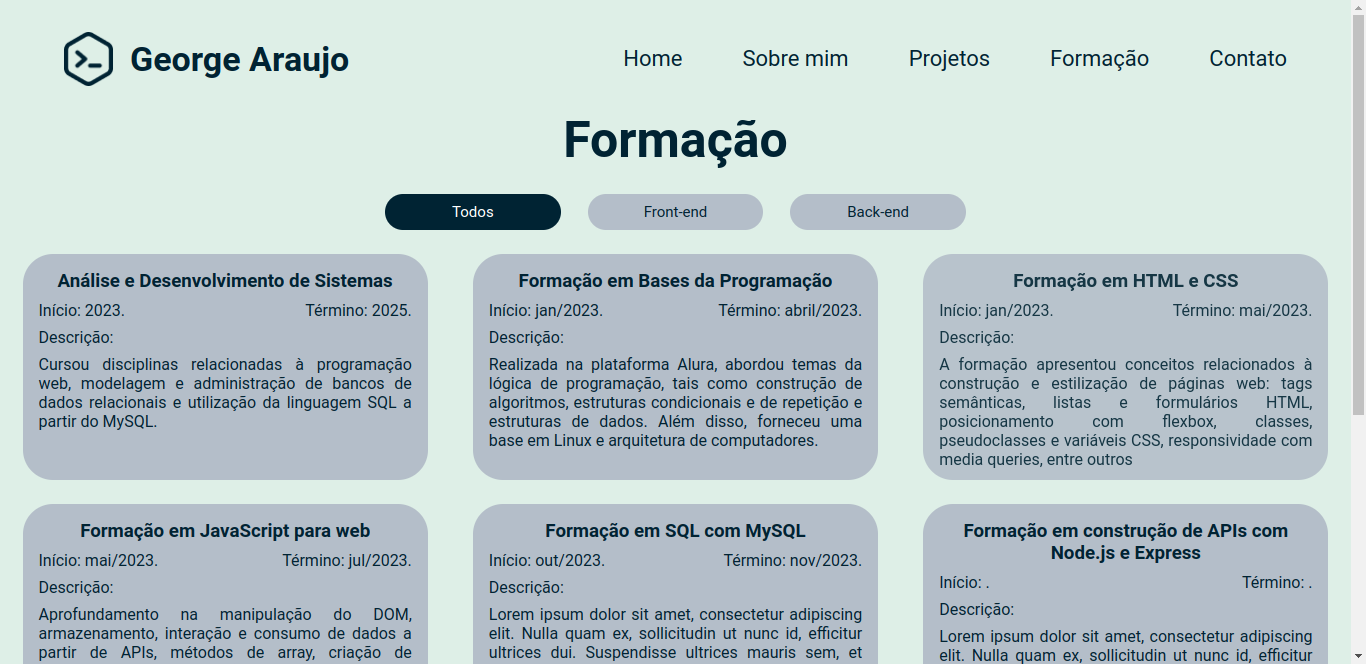 George Araujo
Home
Sobre mim
Projetos
Formação
Contato
Formação
Todos
Front-end
Back-end
Análise e Desenvolvimento de Sistemas
Início: 2023.
Término: 2025.
Descrição:
Cursou disciplinas relacionadas à programação
web, modelagem e administração de bancos de
dados relacionais e utilização da linguagem SQL a
partir do MySQL.
Formação em Bases da Programação
Início: jan/2023.
Término: abril/2023.
Descrição:
Realizada na plataforma Alura, abordou temas da
lógica de programação, tais como construção de
algoritmos, estruturas condicionais e de repetição e
estruturas de dados. Além disso, forneceu uma
base em Linux e arquitetura de computadores.
Formação em HTML e CSS
Início: jan/2023.
Término: mai/2023.
Descrição:
A formação apresentou conceitos relacionados à
construção e estilização de páginas web: tags
semânticas, listas e formulários HTML,
posicionamento com flexbox, classes,
pseudoclasses e variáveis CSS, responsividade com
media queries, entre outros
Formação em JavaScript para web
Início: mai/2023.
Término: jul/2023.
Descrição:
Aprofundamento na manipulação do DOM,
armazenamento, interação e consumo de dados a
partir de APIs, métodos de array, criação de
Formação em SQL com MySQL
Início: out/2023.
Término: nov/2023.
Descrição:
Lorem ipsum dolor sit amet, consectetur adipiscing
elit. Nulla quam ex, sollicitudin ut nunc id, efficitur
ultrices dui. Suspendisse ultrices mauris sem, et
Formação em construção de APIs com
Node.js e Express
Início: .
Término: .
Descrição:
Lorem ipsum dolor sit amet, consectetur adipiscing
elit. Nulla quam ex, sollicitudin ut nunc id, efficitur